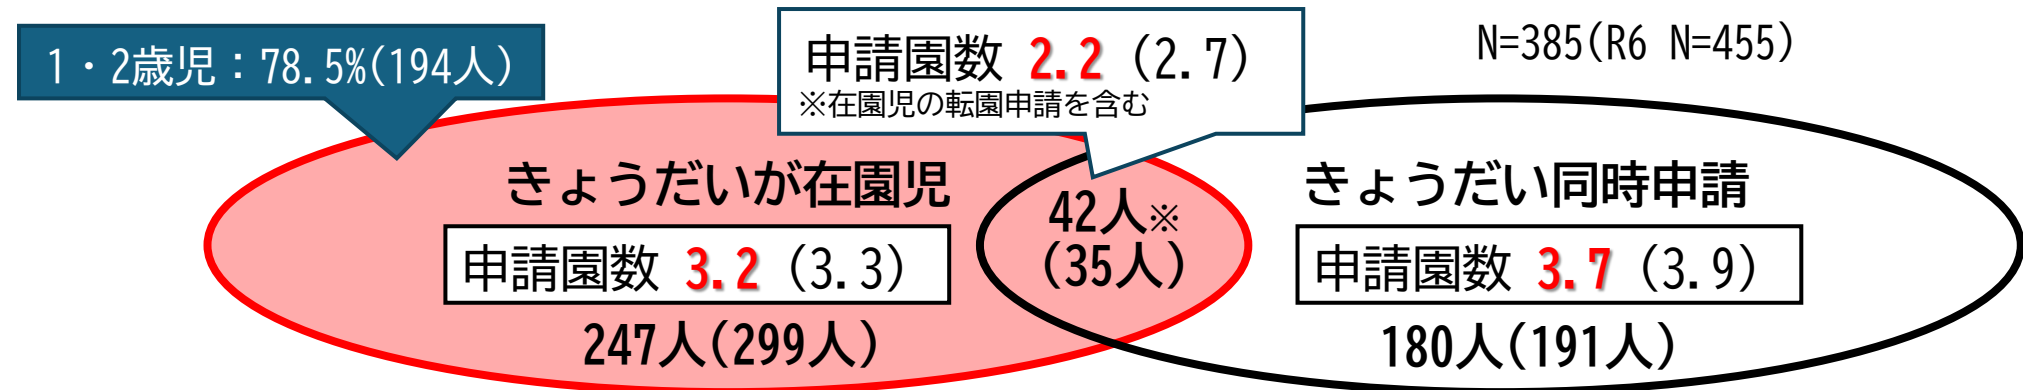 1・2歳児：78.5%(194人)
申請園数 2.2（2.7）
※在園児の転園申請を含む
N=385(R6 N=455)
きょうだいが在園児
申請園数 3.2（3.3）
247人(299人)
42人※
(35人)
きょうだい同時申請
申請園数 3.7（3.9）
180人(191人)